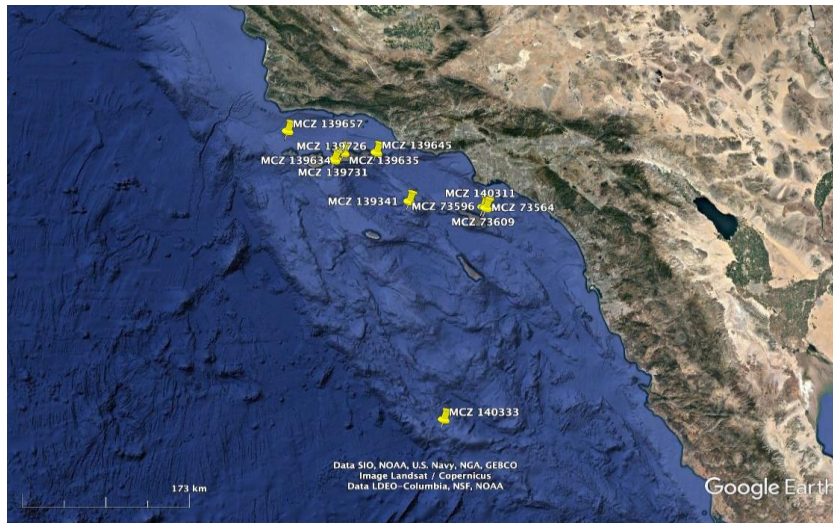 MCZ 139657
MCZ 139726
MCZ 139645
MCZ 139634
MCZ 139635
MCZ 139731
MCZ 140311
MCZ 139341
MCZ 73596
MCZ 73564
MCZ 73609
MCZ 140333
Data SIO, NOAA, U.S. Navy, NGA, GEBCO
Image Landsat / Copernicus
Data LDEO-Columbia, NSF, NOAA
173 km
Google Earth